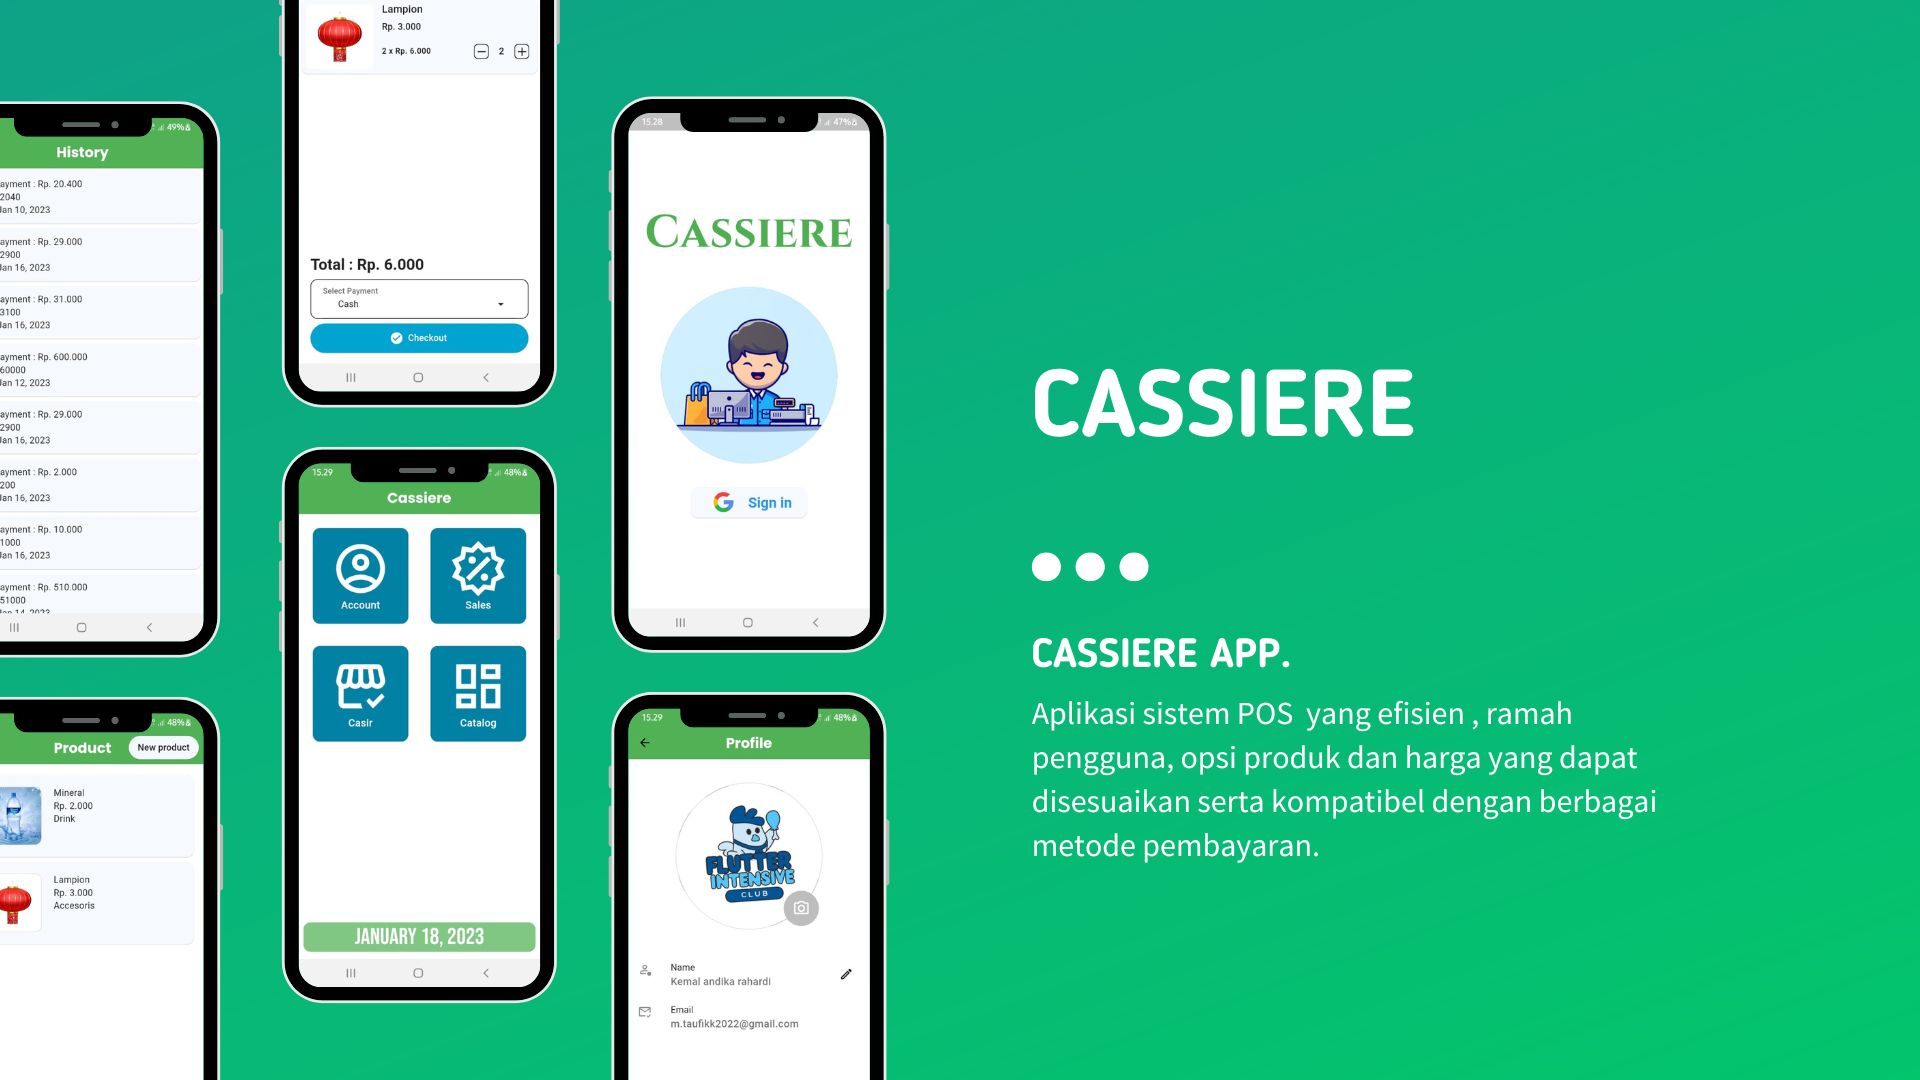 49%
History
ayment : Rp. 20.400
2040
Jan 10, 2023
ayment : Rp. 29.000
2900
Jan 16, 2023
ayment : Rp. 31.000
3100
Jan 16, 2023
ayment : Rp. 600.000
60000
Jan 12, 2023
ayment : Rp. 29.000
2900
Jan 16, 2023
ayment : Rp. 2.000
200
Jan 16, 2023
ayment : Rp. 10.000
1000
Jan 16, 2023
ayment : Rp. 510.000
51000
Jan 14, 2023
48%
Product
New product
Mineral
Rp. 2.000
Drink
Lampion
Rp. 3.000
Accesoris
Lampion
Rp. 3.000
2 x Rp. 6.000
2
Total : Rp. 6.000
Select Payment
Cash
Checkout
15.29 48%
Cassiere
Account
Sales
Casir
Catalog
JANUARY 18, 2023
15.28 47%
CASSIERE
Sign in
15.29 48%
Profile
FLUTTER
INTENSIVE
CLUB
Name
Kemal andika rahardi
Email
m.taufikk2022@gmail.com
CASSIERE
CASSIERE APP.
Aplikasi sistem POS  yang efisien , ramah
pengguna, opsi produk dan harga yang dapat
disesuaikan serta kompatibel dengan berbagai
metode pembayaran.